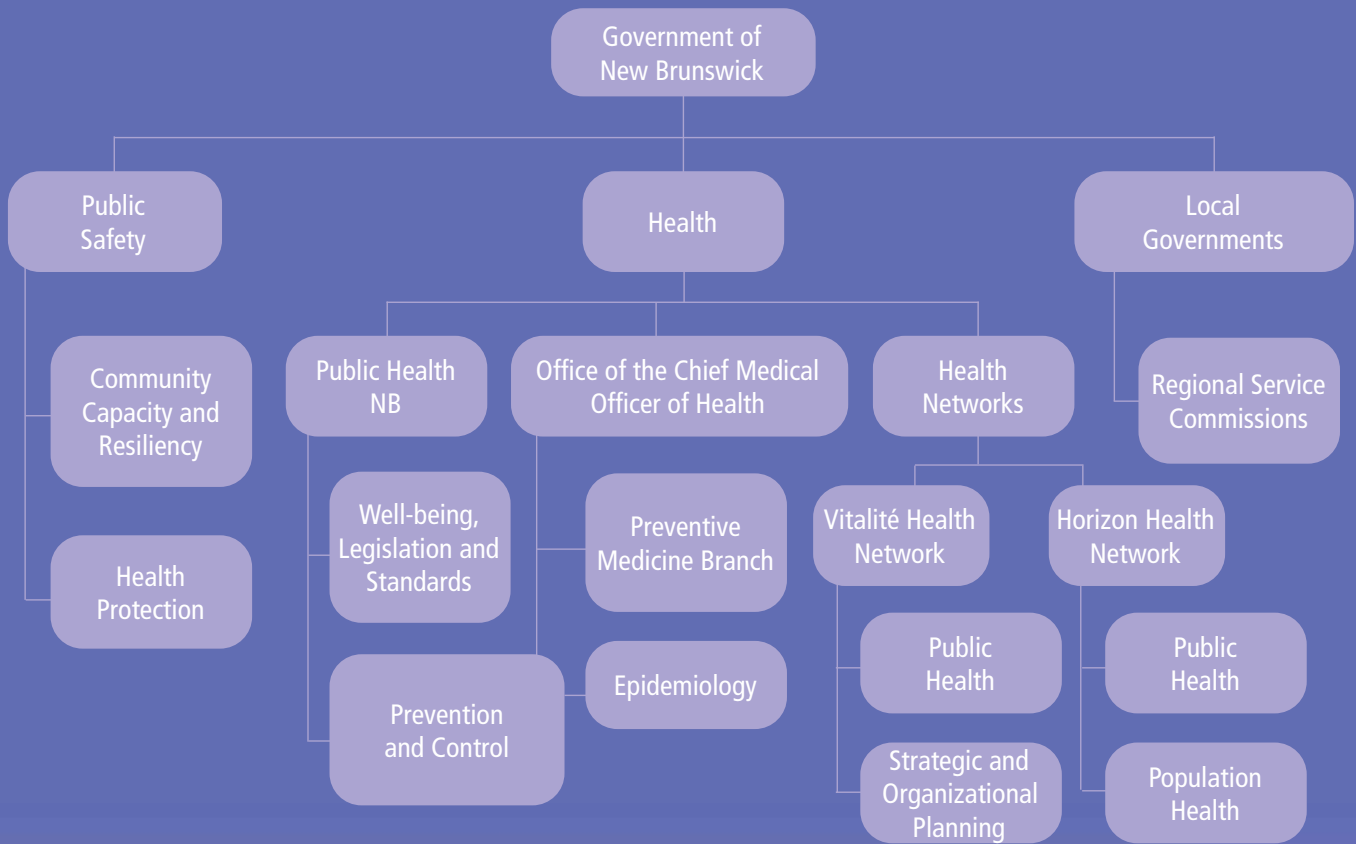 Government of
New Brunswick
Public
Safety
Health
Local
Governments
Community
Capacity and
Resiliency
Health
Protection
Public Health
NB
Well-being,
Legislation and
Standards
Prevention
and Control
Office of the Chief Medical
Officer of Health
Preventive
Medicine Branch
Epidemiology
Health
Networks
Vitalité Health
Network
Public
Health
Strategic and
Organizational
Planning
Horizon Health
Network
Public
Health
Population
Health
Regional Service
Commissions